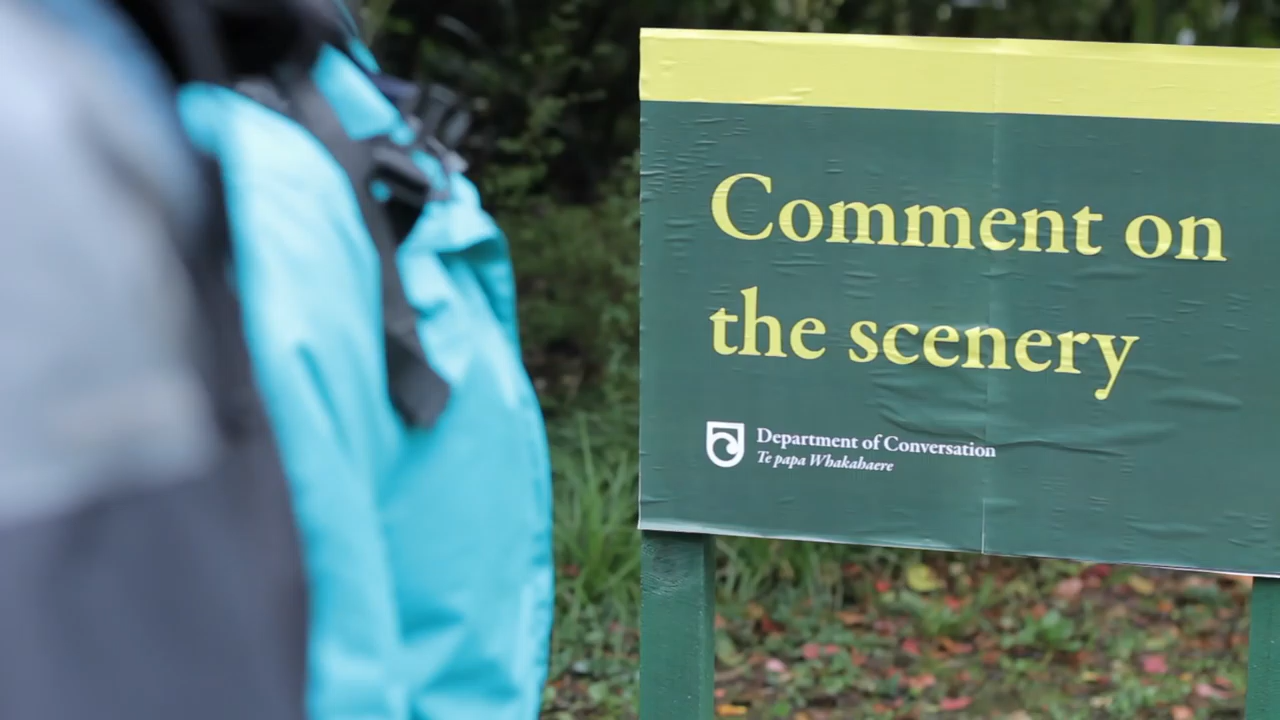 Comment on
the scenery
Department of Conversation
Te papa Whakahaere